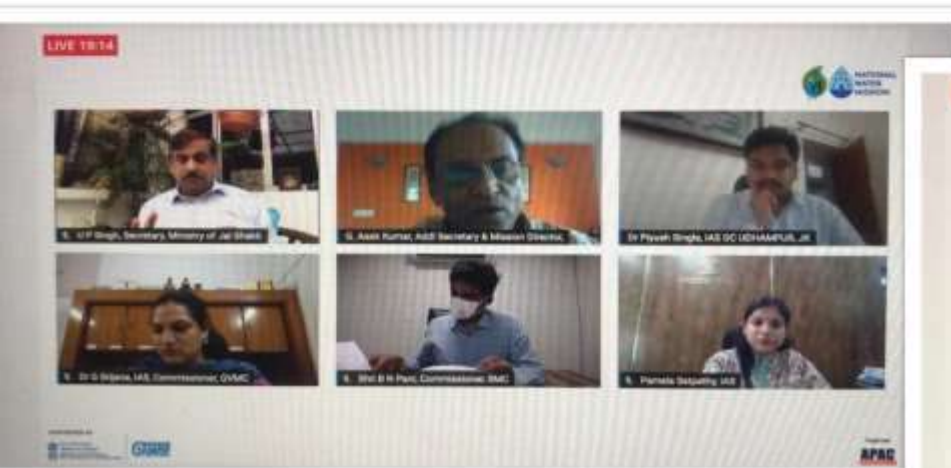 LIVE 19:14
NATIONAL
WATER
MISSION
U P Singh, Secretary, Ministry of Jal Shakti
G. Asok Kumar, Addl Secretary & Mission Director,
Dr Piyush Singla, IAS DC UDHAMPUR, JK
Dr G Srijana, IAS, Commissioner, GVMC
Shri B N Pani, Commissioner, SMC
Pamela Satpathy, IAS
APAC